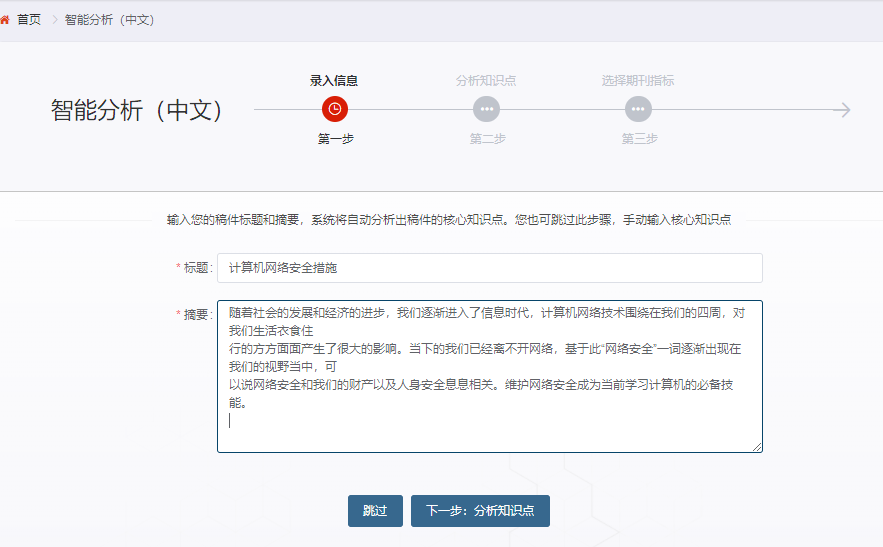 首页 智能分析（中文）
录入信息 分析知识点 选择期刊指标
智能分析（中文）
第一步 第二步 第三步
输入您的稿件标题和摘要，系统将自动分析出稿件的核心知识点。您也可跳过此步骤，手动输入核心知识点
* 标题： 计算机网络安全措施
* 摘要： 随着社会的发展和经济的进步，我们逐渐进入了信息时代，计算机网络技术围绕在我们的四周，对
我们生活衣食住
行的方方面面产生了很大的影响。当下的我们已经离不开网络，基于此“网络安全”一词逐渐出现在
我们的视野当中，可
以说网络安全和我们的财产以及人身安全息息相关。维护网络安全成为当前学习计算机的必备技
能。
跳过 下一步：分析知识点